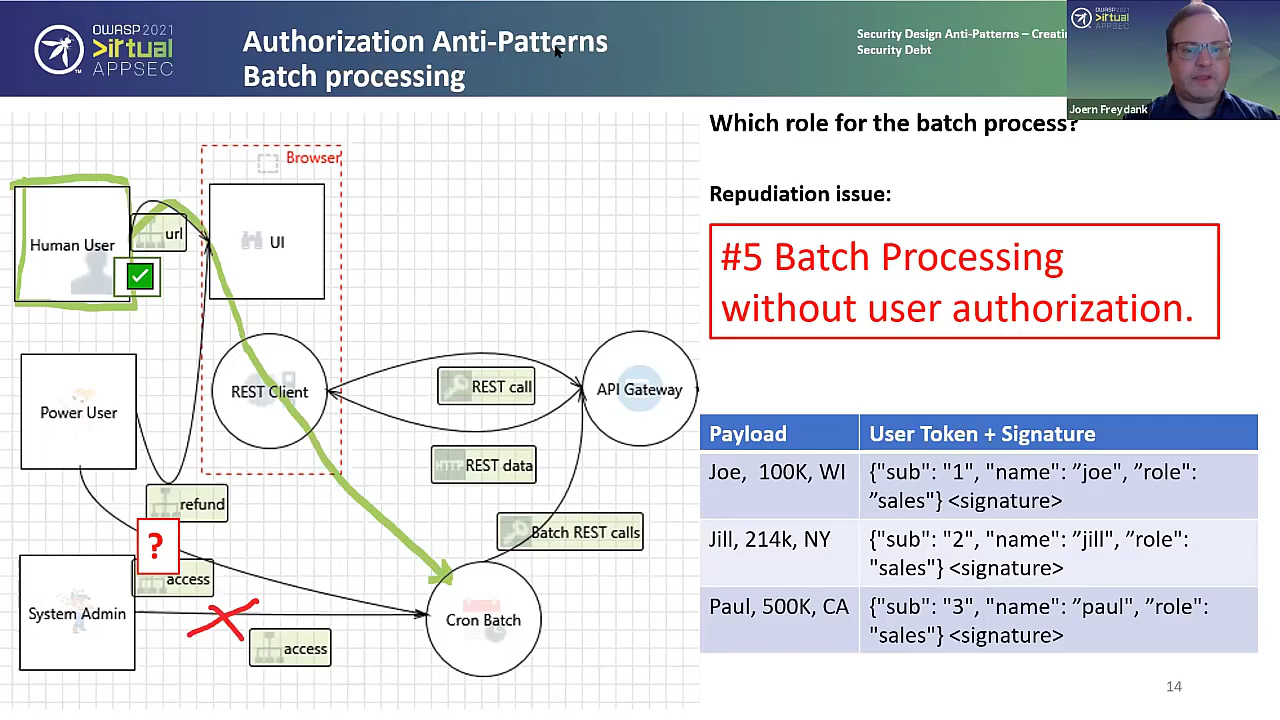 OWASP 2021
Virtual
APPSEC
Authorization Anti-Patterns
Batch processing
Security Design Anti-Patterns – Creatin
Security Debt
OWASP 2021
Virtual
APPSEC
Joern Freydank
Browser
Human User
url
UI
REST Client
REST call
API Gateway
Power User
REST data
refund
Batch REST calls
?
access
System Admin
Cron Batch
access
Which role for the batch process?
Repudiation issue:
#5 Batch Processing
without user authorization.
Payload User Token + Signature
Joe, 100K, WI {"sub": "1", "name": ”joe", ”role":
”sales"} <signature>
Jill, 214k, NY {"sub": "2", "name": ”jill", ”role":
"sales"} <signature>
Paul, 500K, CA {"sub": "3", "name": ”paul", ”role":
"sales"} <signature>
14